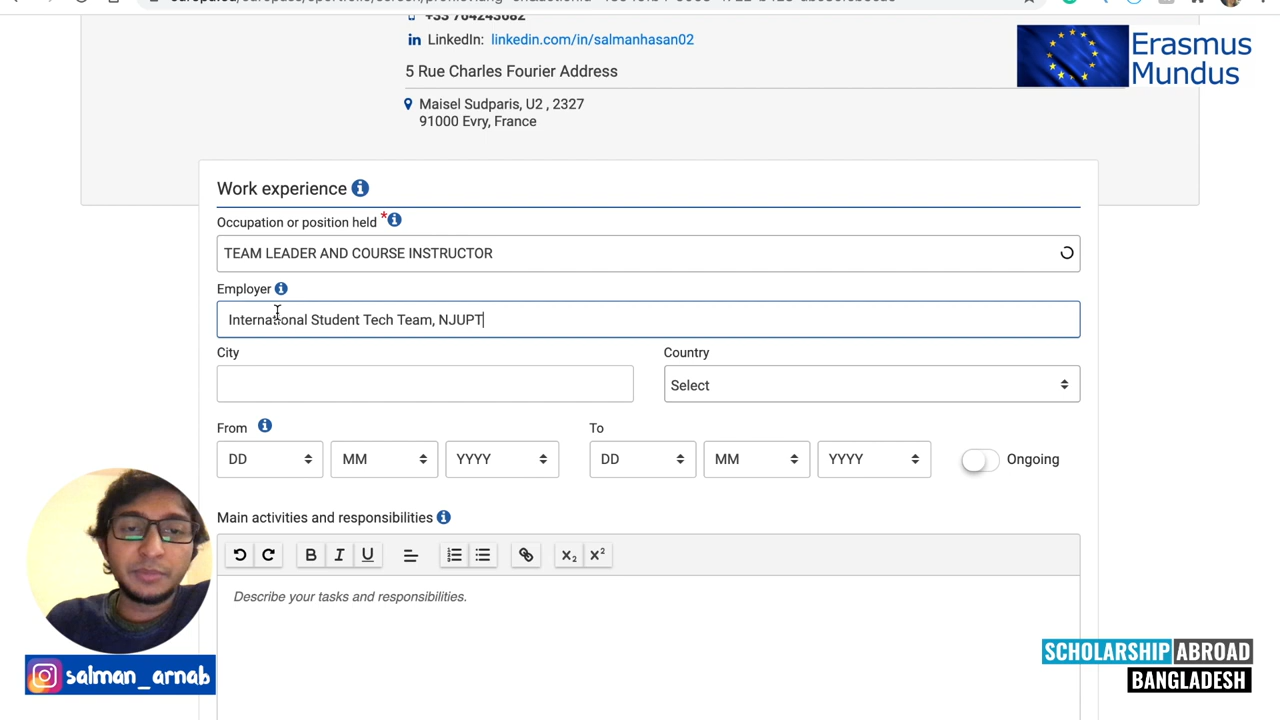 LinkedIn: linkedin.com/in/salmanhasan02
5 Rue Charles Fourier Address
Maisel Sudparis, U2 , 2327
91000 Evry, France
Erasmus
Mundus
Work experience
Occupation or position held *
TEAM LEADER AND COURSE INSTRUCTOR
Employer
International Student Tech Team, NJUPT
City Country
Select
From To
DD MM YYYY DD MM YYYY Ongoing
Main activities and responsibilities
B I U X₂ X²
Describe your tasks and responsibilities.
salman_arnab
SCHOLARSHIP ABROAD
BANGLADESH